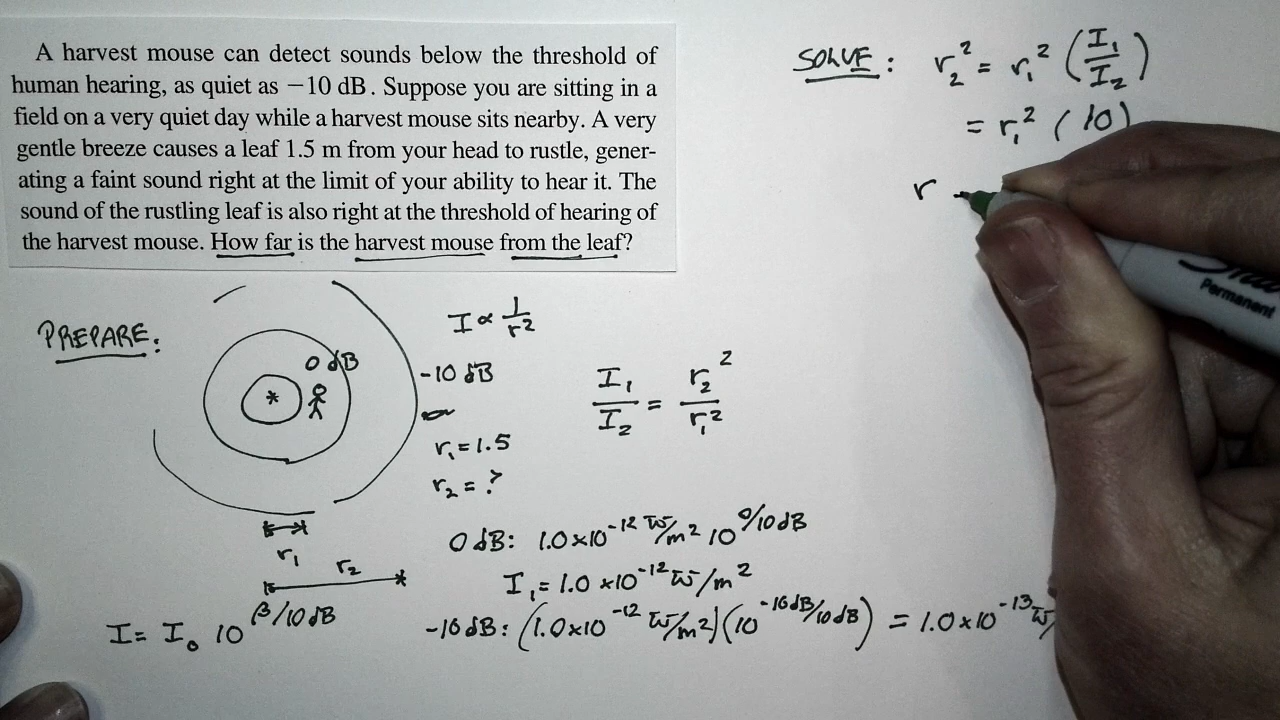 A harvest mouse can detect sounds below the threshold of
human hearing, as quiet as −10 dB. Suppose you are sitting in a
field on a very quiet day while a harvest mouse sits nearby. A very
gentle breeze causes a leaf 1.5 m from your head to rustle, gener-
ating a faint sound right at the limit of your ability to hear it. The
sound of the rustling leaf is also right at the threshold of hearing of
the harvest mouse. How far is the harvest mouse from the leaf?
SOLVE: r₂² = r₁² (I₁/I₂)
= r₁² (10)
r
PREPARE:
0 dB
I ∝ 1/r²
-10 dB
I₁/I₂ = r₂²/r₁²
r₁ = 1.5
r₂ = ?
r₁
r₂
I = I₀ 10^(β/10dB)
0 dB: 1.0×10⁻¹² W/m² 10^(0/10dB)
I₁ = 1.0 ×10⁻¹² W/m²
-10 dB: (1.0×10⁻¹² W/m²)(10^(-10dB/10dB)) = 1.0×10⁻¹³ W/
Permanent